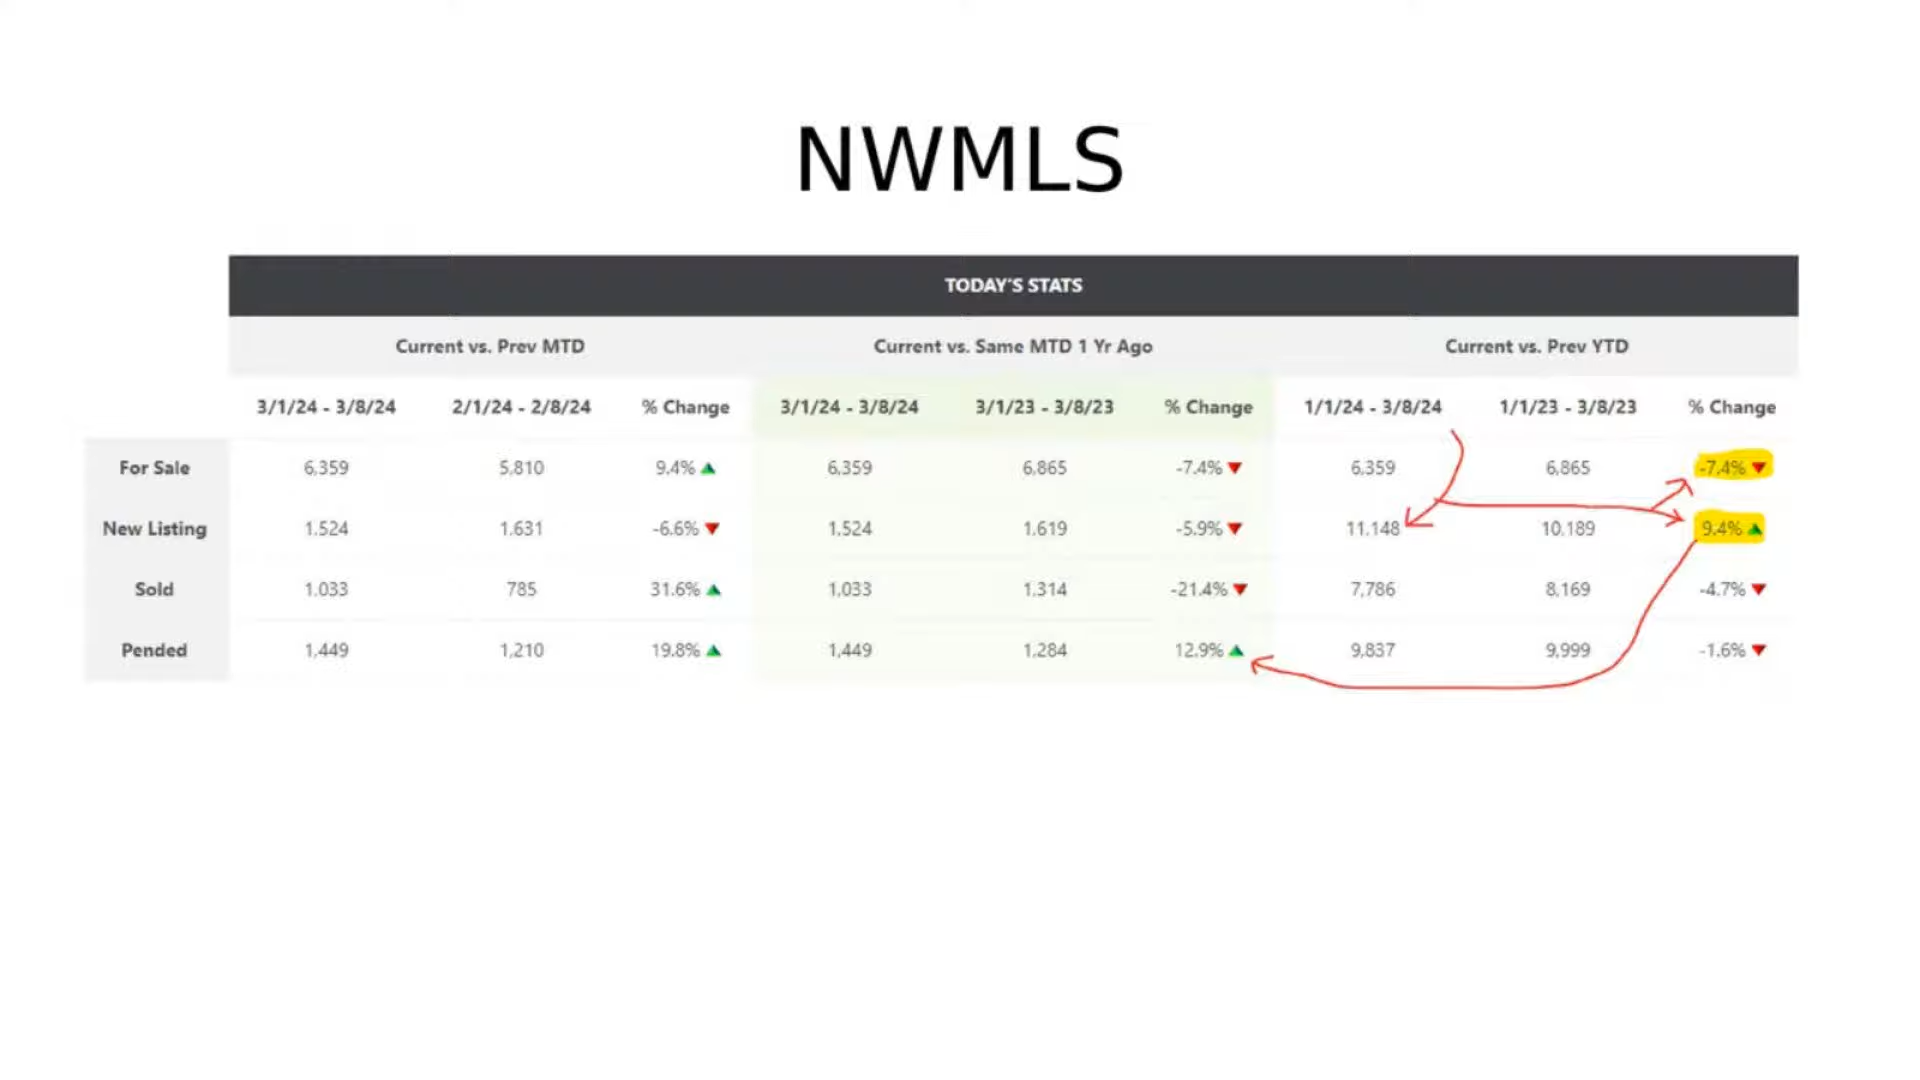 NWMLS
TODAY'S STATS
Current vs. Prev MTD Current vs. Same MTD 1 Yr Ago Current vs. Prev YTD
3/1/24 - 3/8/24 2/1/24 - 2/8/24 % Change 3/1/24 - 3/8/24 3/1/23 - 3/8/23 % Change 1/1/24 - 3/8/24 1/1/23 - 3/8/23 % Change
For Sale 6,359 5,810 9.4% ▲ 6,359 6,865 -7.4% ▼ 6,359 6,865 -7.4% ▼
New Listing 1,524 1,631 -6.6% ▼ 1,524 1,619 -5.9% ▼ 11,148 10,189 9.4% ▲
Sold 1,033 785 31.6% ▲ 1,033 1,314 -21.4% ▼ 7,786 8,169 -4.7% ▼
Pended 1,449 1,210 19.8% ▲ 1,449 1,284 12.9% ▲ 9,837 9,999 -1.6% ▼